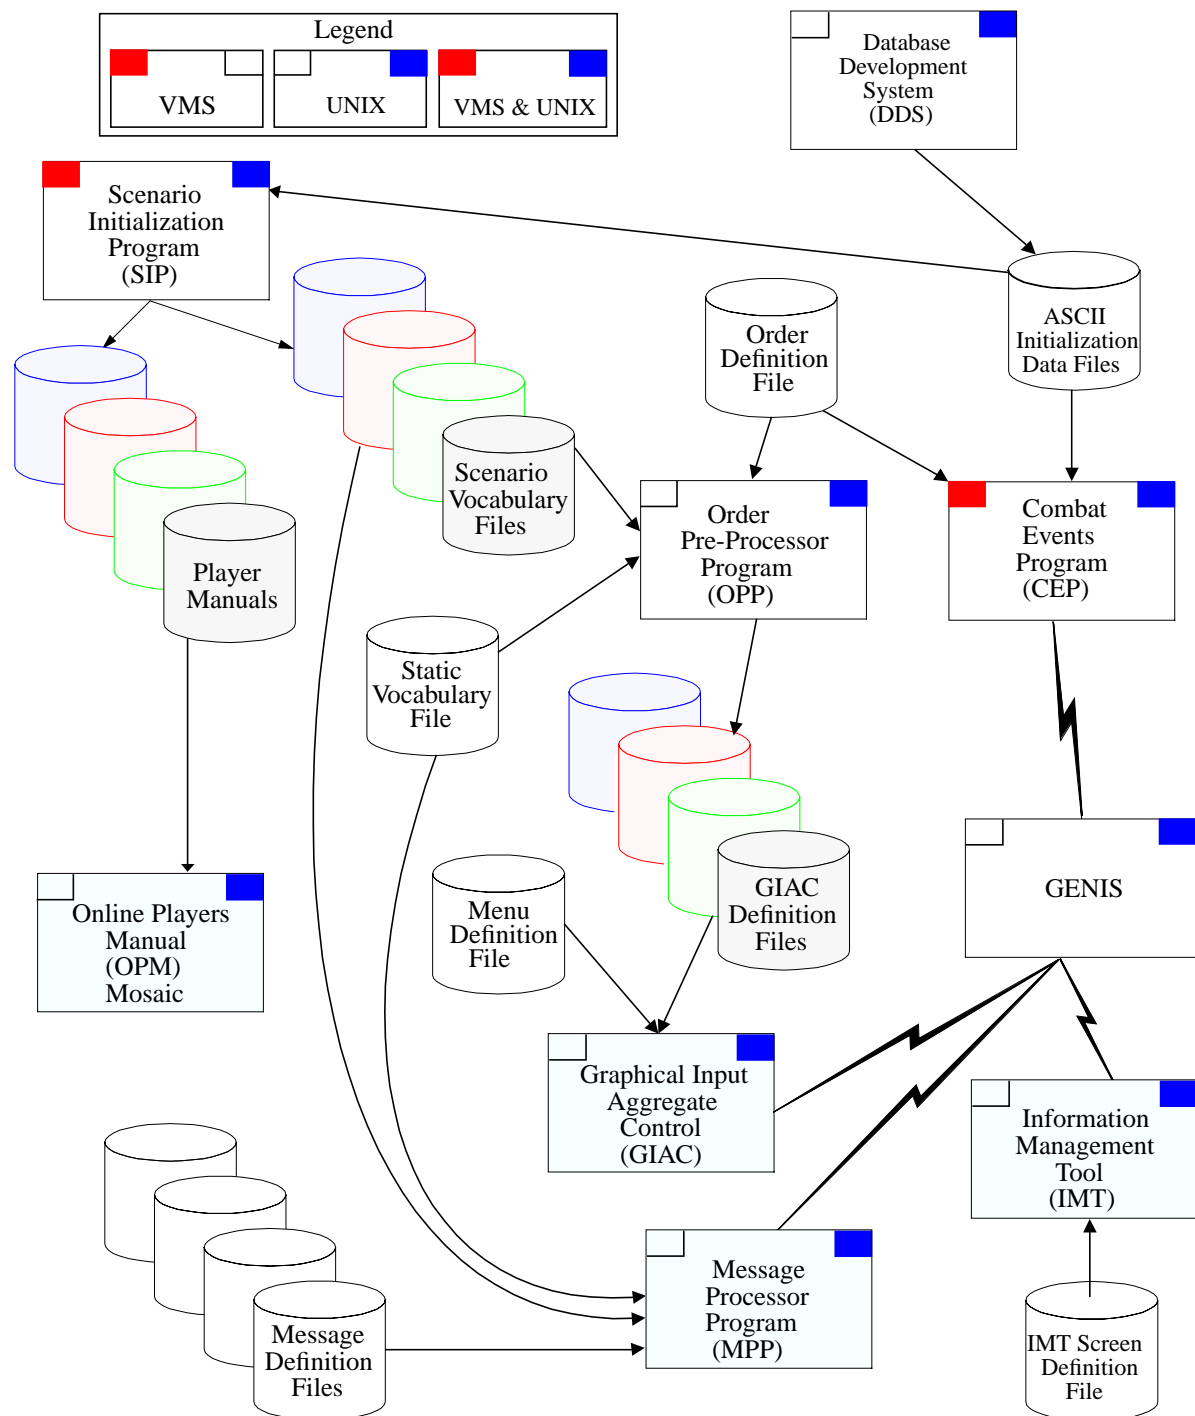 Legend
VMS
UNIX
VMS & UNIX
Database
Development
System
(DDS)
Scenario
Initialization
Program
(SIP)
Order
Definition
File
ASCII
Initialization
Data Files
Scenario
Vocabulary
Files
Order
Pre-Processor
Program
(OPP)
Combat
Events
Program
(CEP)
Player
Manuals
Static
Vocabulary
File
GENIS
Menu
Definition
File
GIAC
Definition
Files
Online Players
Manual
(OPM)
Mosaic
Graphical Input
Aggregate
Control
(GIAC)
Information
Management
Tool
(IMT)
Message
Processor
Program
(MPP)
Message
Definition
Files
IMT Screen
Definition
File